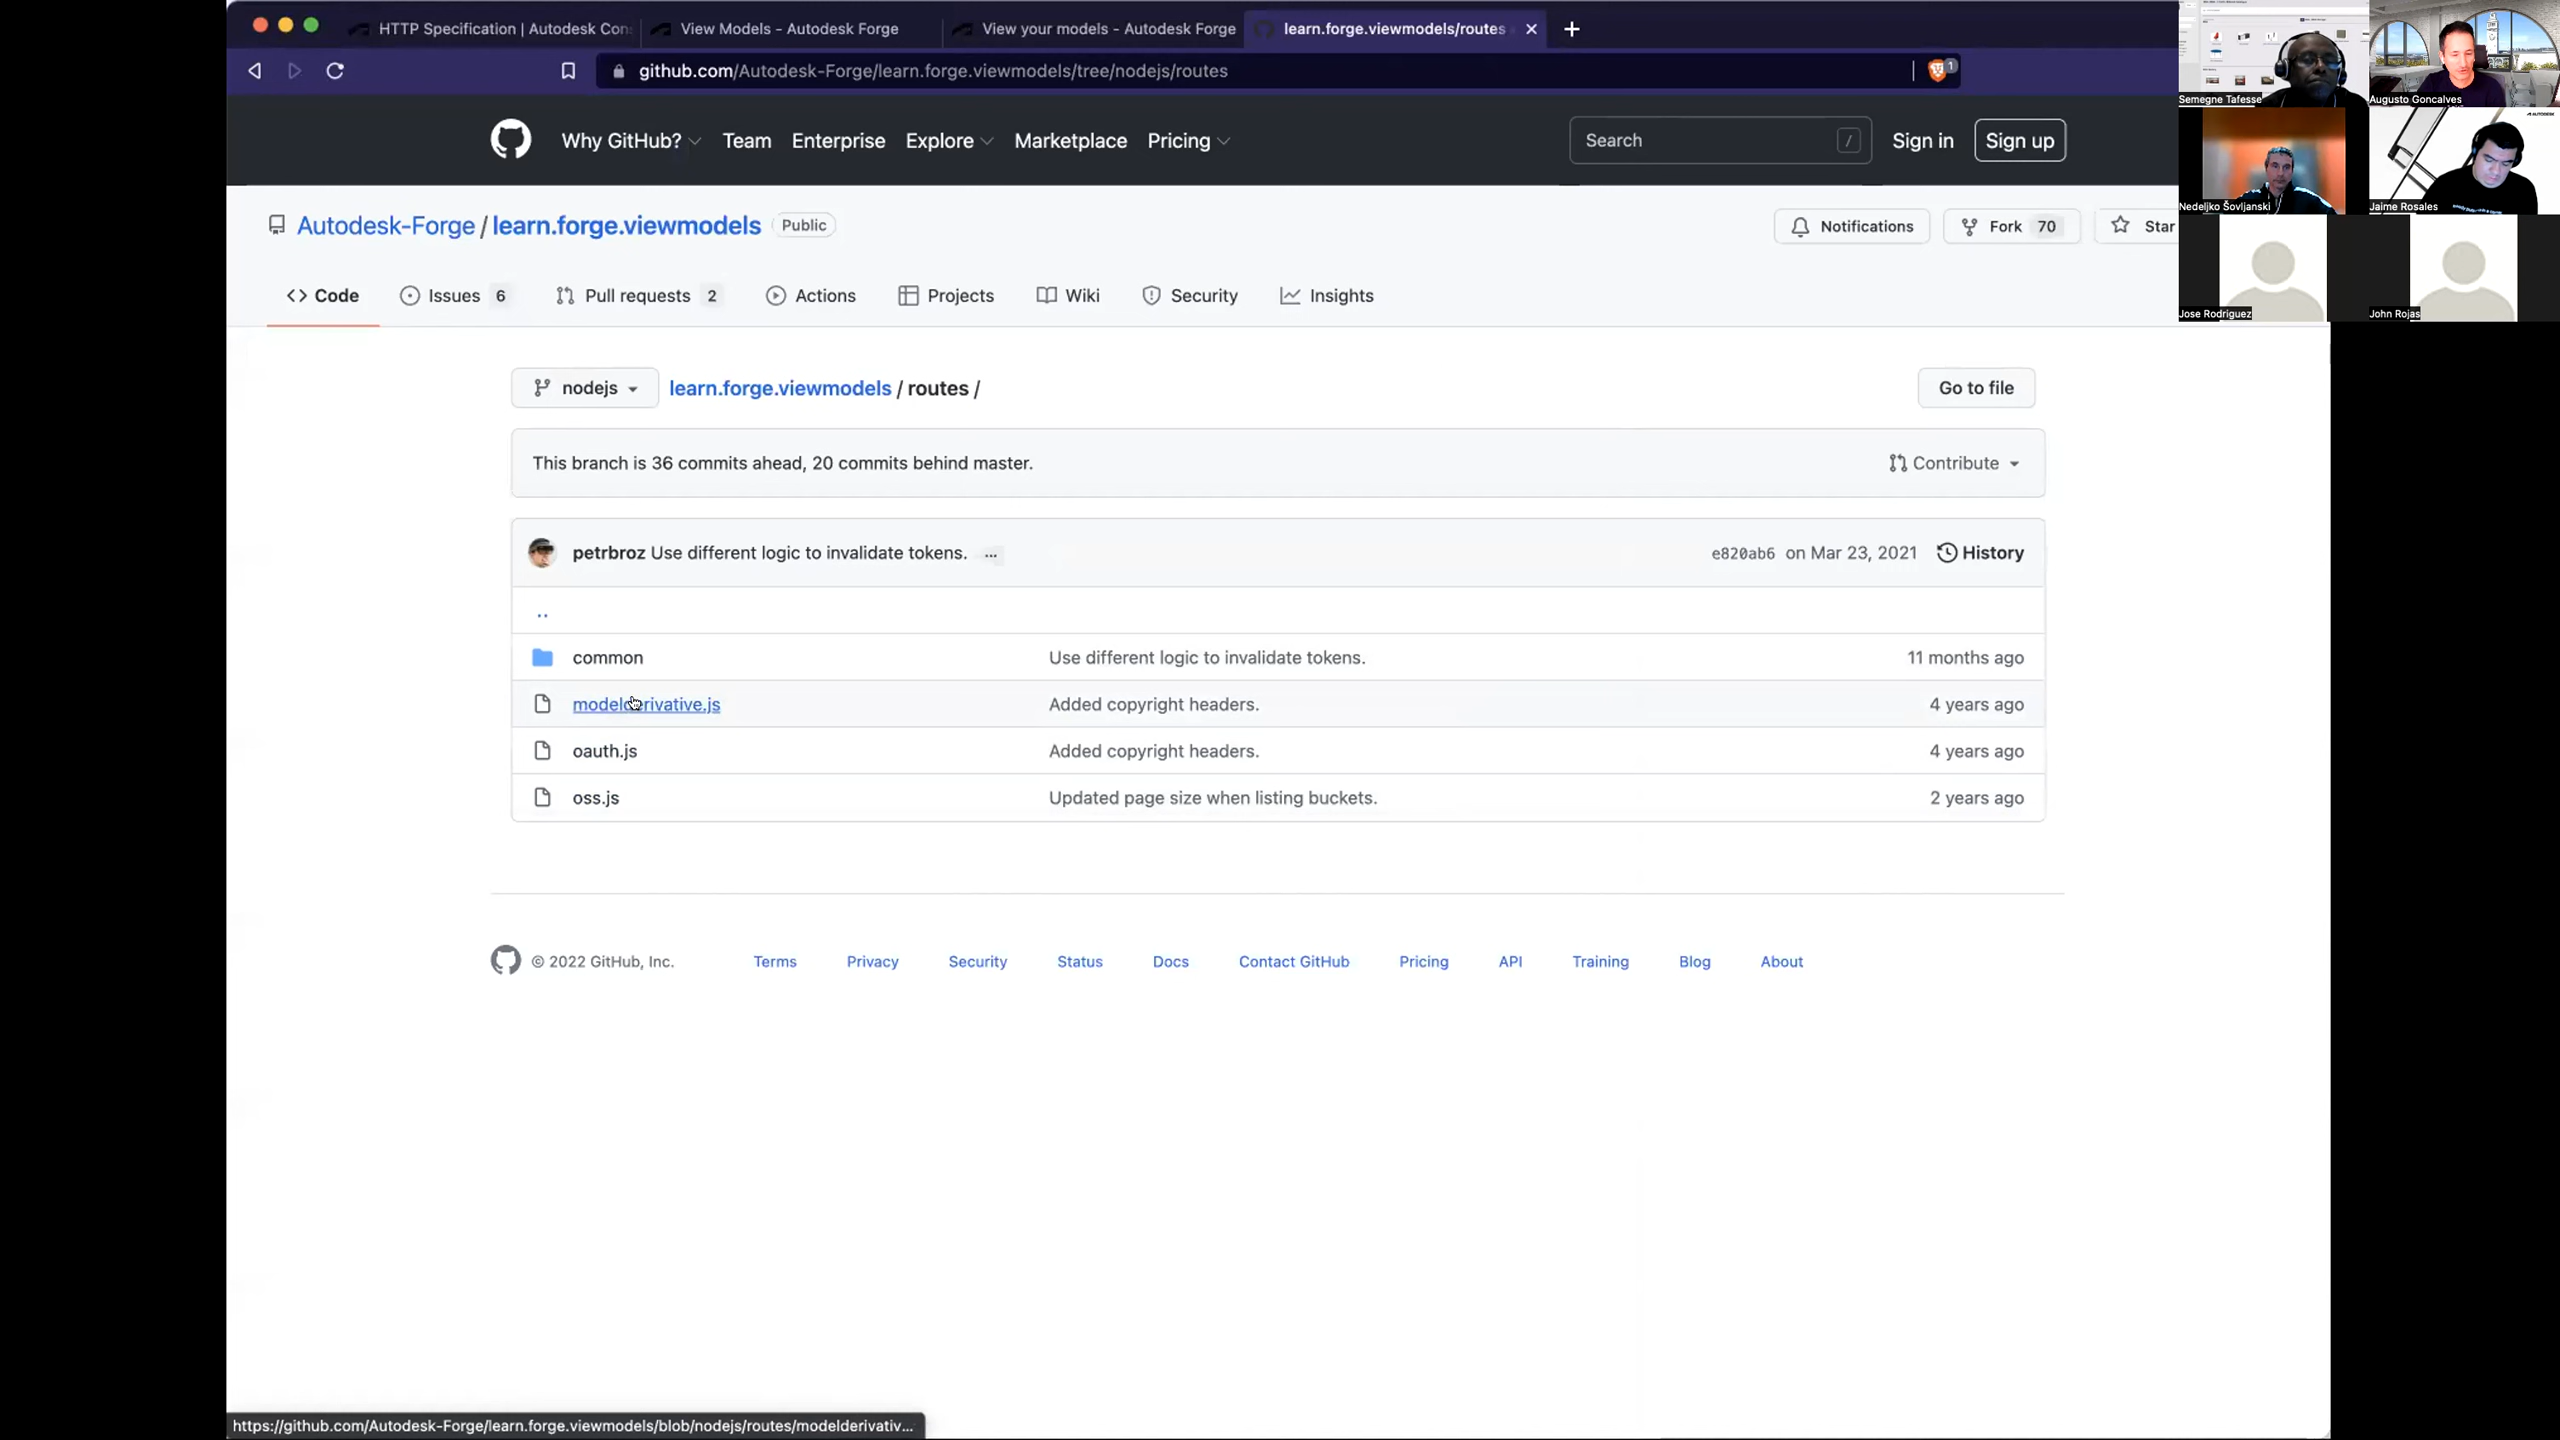 HTTP Specification | Autodesk Con
View Models - Autodesk Forge
View your models - Autodesk Forge
learn.forge.viewmodels/routes
github.com/Autodesk-Forge/learn.forge.viewmodels/tree/nodejs/routes
1
Why GitHub? Team Enterprise Explore Marketplace Pricing
Search /
Sign in
Sign up
Autodesk-Forge / learn.forge.viewmodels Public
Notifications
Fork 70
Star
Code
Issues 6
Pull requests 2
Actions
Projects
Wiki
Security
Insights
nodejs
learn.forge.viewmodels / routes /
Go to file
This branch is 36 commits ahead, 20 commits behind master.
Contribute
petrbroz Use different logic to invalidate tokens. ...
e820ab6 on Mar 23, 2021 History
..
common Use different logic to invalidate tokens. 11 months ago
modelderivative.js Added copyright headers. 4 years ago
oauth.js Added copyright headers. 4 years ago
oss.js Updated page size when listing buckets. 2 years ago
© 2022 GitHub, Inc. Terms Privacy Security Status Docs Contact GitHub Pricing API Training Blog About
https://github.com/Autodesk-Forge/learn.forge.viewmodels/blob/nodejs/routes/modelderivativ...
Semegne Tafesse
Augusto Goncalves
AUTODESK
Nedeljko Šovljanski
Jaime Rosales
Jose Rodriguez
John Rojas